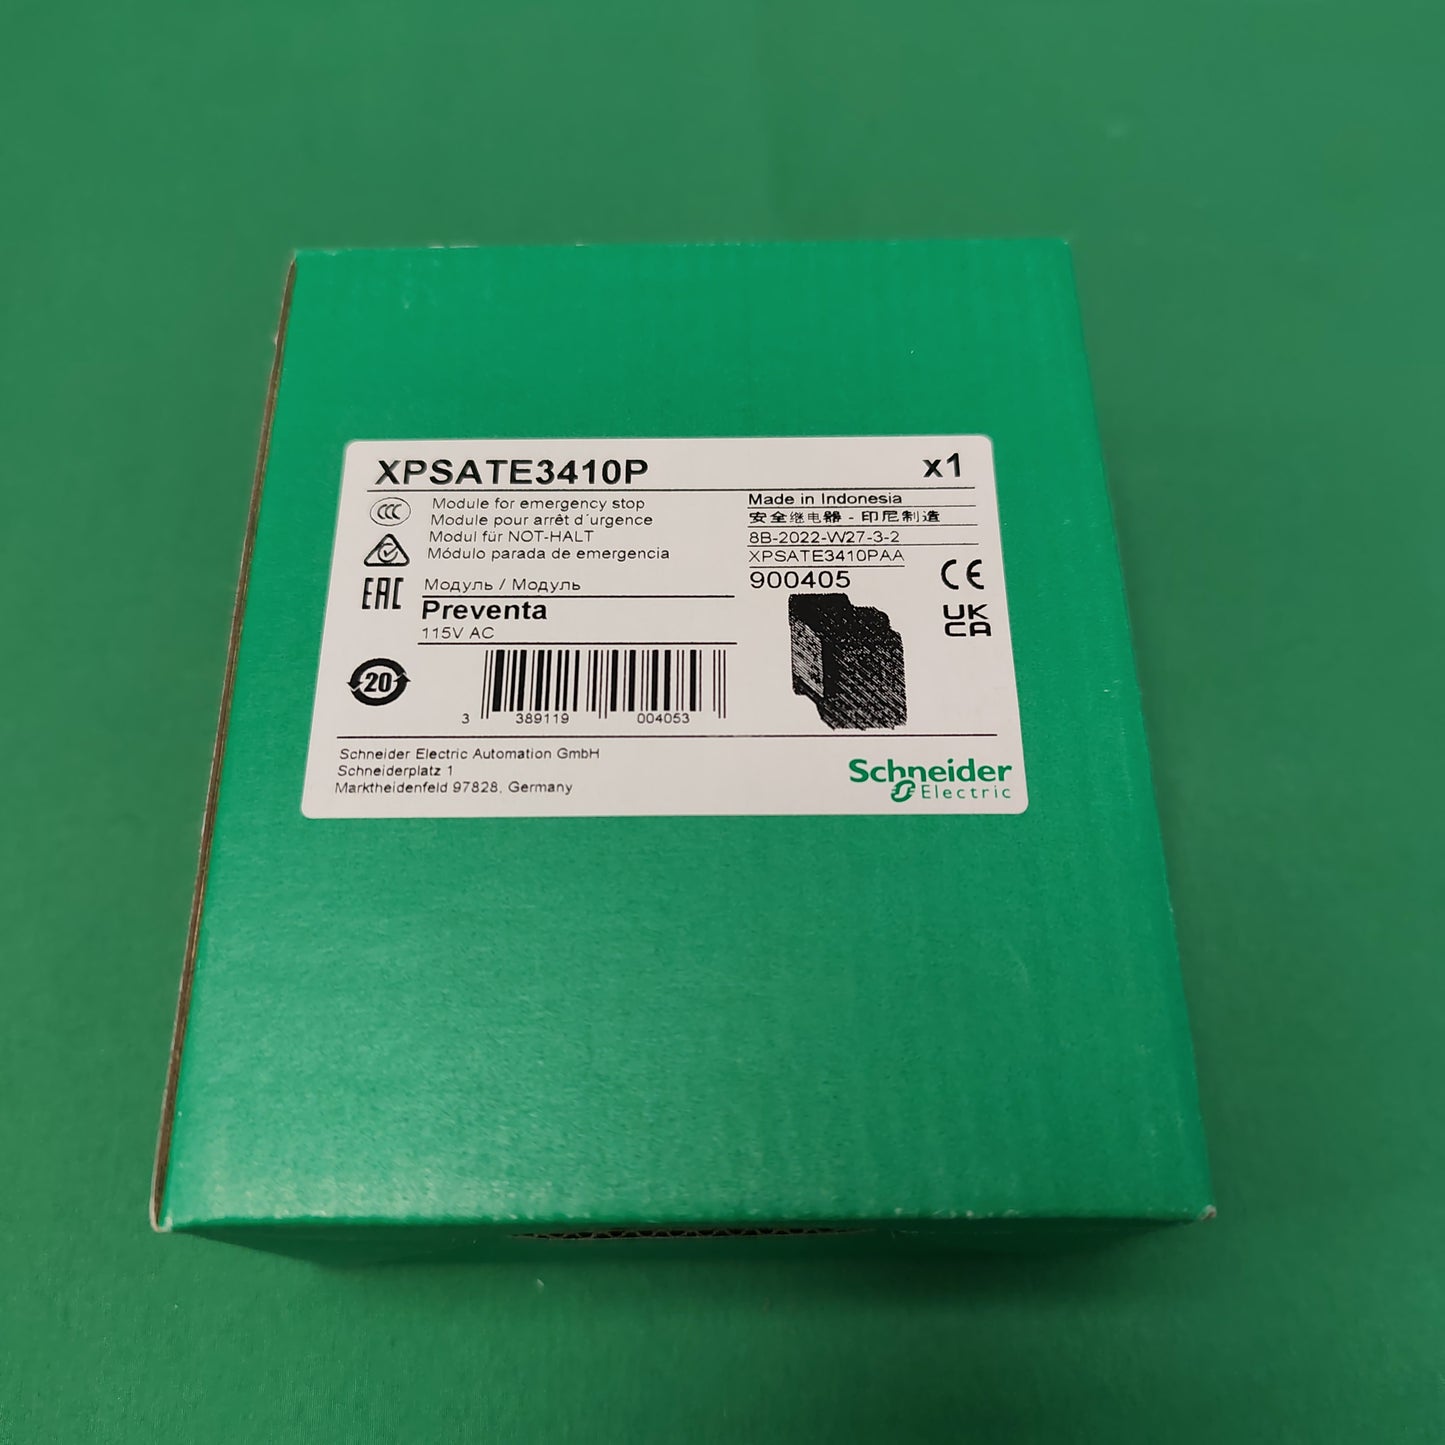 XPSATE3410P x1
CCC
Module for emergency stop
Module pour arrêt d´urgence
Modul für NOT-HALT
Módulo parada de emergencia
Модуль / Модуль
Preventa
115V AC
Made in Indonesia
安全继电器 - 印尼制造
8B-2022-W27-3-2
XPSATE3410PAA
900405
EAC
CE
UK
CA
20
3 389119 004053
Schneider Electric Automation GmbH
Schneiderplatz 1
Marktheidenfeld 97828, Germany
Schneider
Electric